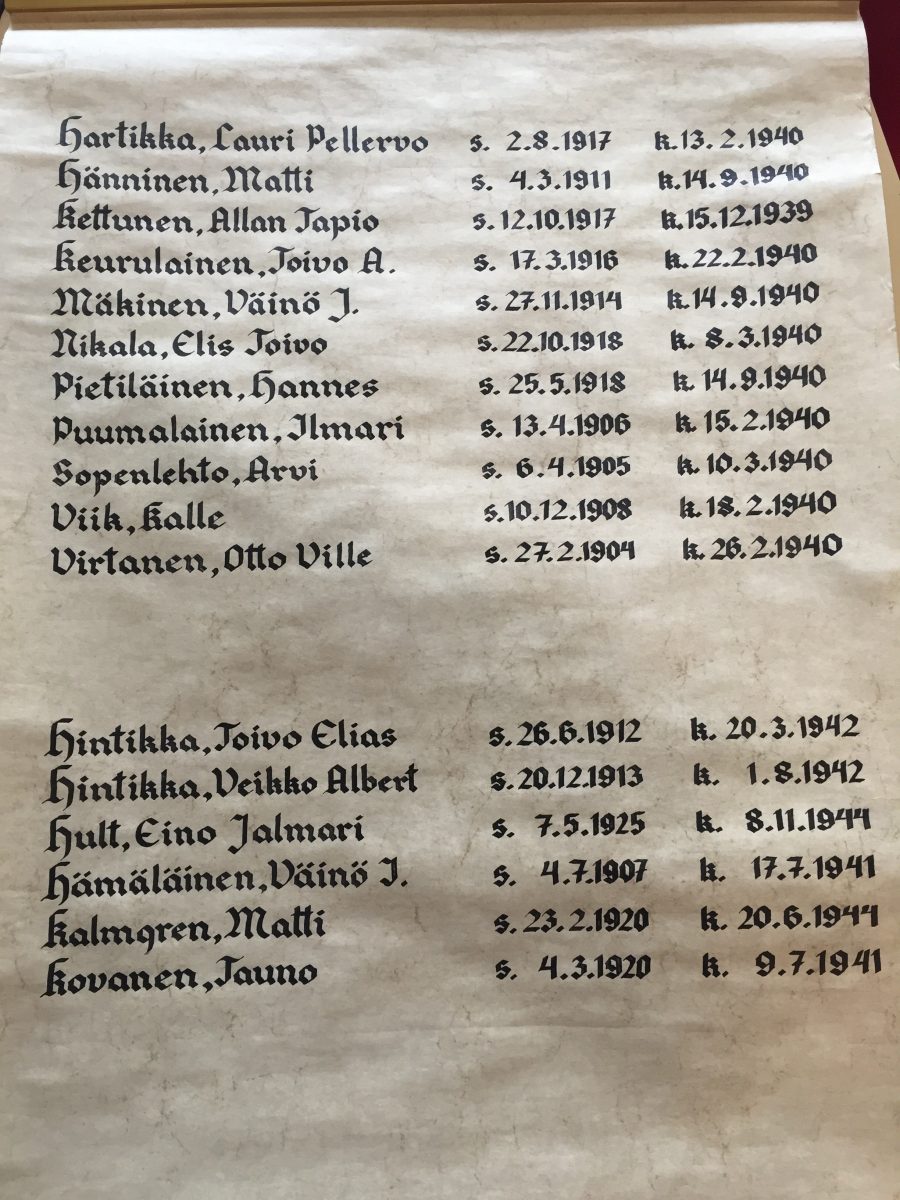 Hartikka, Lauri Pellervo s. 2.8.1917 k.13.2.1940
Hänninen, Matti s. 4.3.1911 k.14.9.1940
Kettunen, Allan Tapio s.12.10.1917 k.15.12.1939
Keurulainen, Toivo A. s. 17.3.1916 k.22.2.1940
Mäkinen, Väinö J. s.27.11.1914 k.14.9.1940
Nikala, Elis Toivo s.22.10.1918 k. 8.3.1940
Pietiläinen, Hannes s. 25.5.1918 k.14.9.1940
Puumalainen, Ilmari s. 13.4.1906 k.15.2.1940
Sopenlehto, Arvi s. 6.4.1905 k.10.3.1940
Viik, Kalle s.10.12.1908 k.18.2.1940
Virtanen, Otto Ville s. 27.2.1904 k.26.2.1940
Hintikka, Toivo Elias s.26.6.1912 k. 20.3.1942
Hintikka, Veikko Albert s.20.12.1913 k. 1.8.1942
Hult, Eino Jalmari s. 7.5.1925 k. 8.11.1944
Hämäläinen, Väinö J. s. 4.7.1907 k. 17.7.1941
Kalmgren, Matti s.23.2.1920 k. 20.6.1944
Kovanen, Tauno s. 4.3.1920 k. 9.7.1941